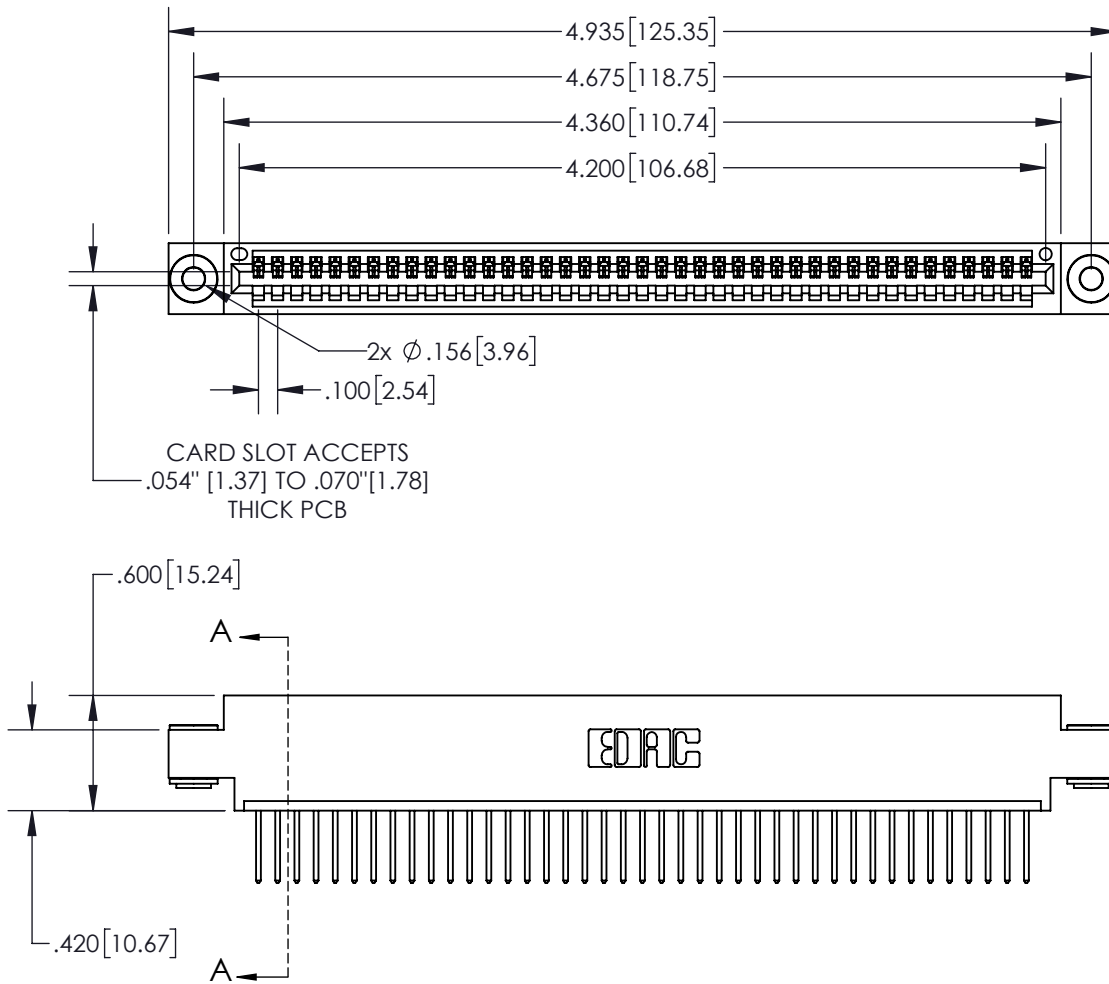 4.935[125.35]
4.675[118.75]
4.360[110.74]
4.200[106.68]
2x Ø.156[3.96]
.100[2.54]
CARD SLOT ACCEPTS
.054" [1.37] TO .070"[1.78]
THICK PCB
.600[15.24]
A
EDAC
.420[10.67]
A